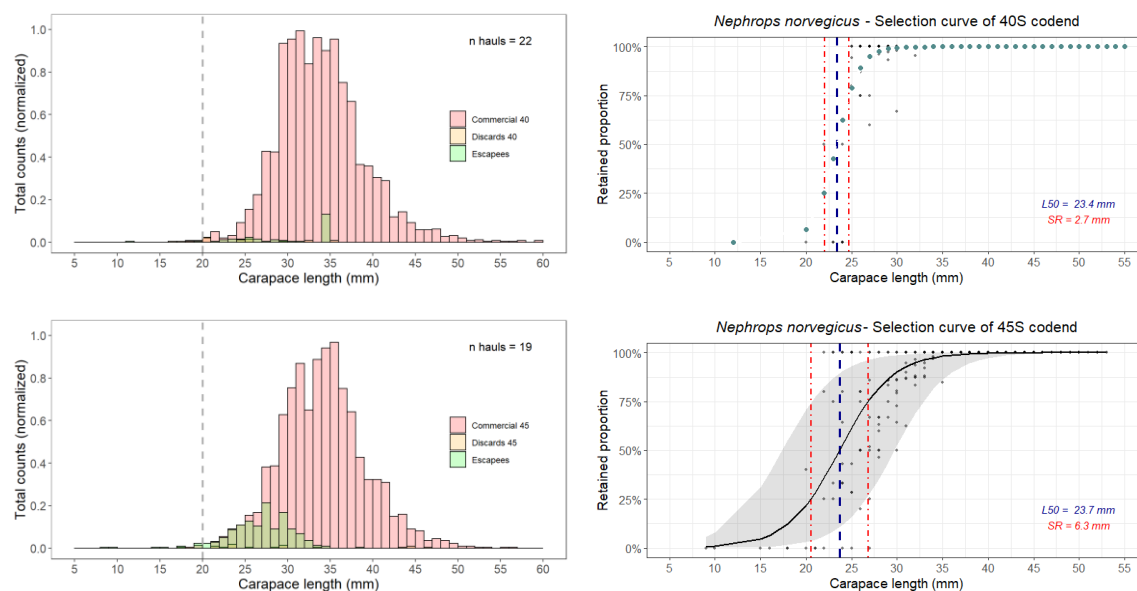 n hauls = 22
Commercial 40
Discards 40
Escapees
Total counts (normalized)
1.0
0.8
0.6
0.4
0.2
0.0
5 10 15 20 25 30 35 40 45 50 55 60
Carapace length (mm)
Nephrops norvegicus - Selection curve of 40S codend
Retained proportion
100%
75%
50%
25%
0%
L50 = 23.4 mm
SR = 2.7 mm
10 15 20 25 30 35 40 45 50 55
Carapace length (mm)
n hauls = 19
Commercial 45
Discards 45
Escapees
Total counts (normalized)
1.0
0.8
0.6
0.4
0.2
0.0
5 10 15 20 25 30 35 40 45 50 55 60
Carapace length (mm)
Nephrops norvegicus- Selection curve of 45S codend
Retained proportion
100%
75%
50%
25%
0%
L50 = 23.7 mm
SR = 6.3 mm
10 15 20 25 30 35 40 45 50 55
Carapace length (mm)